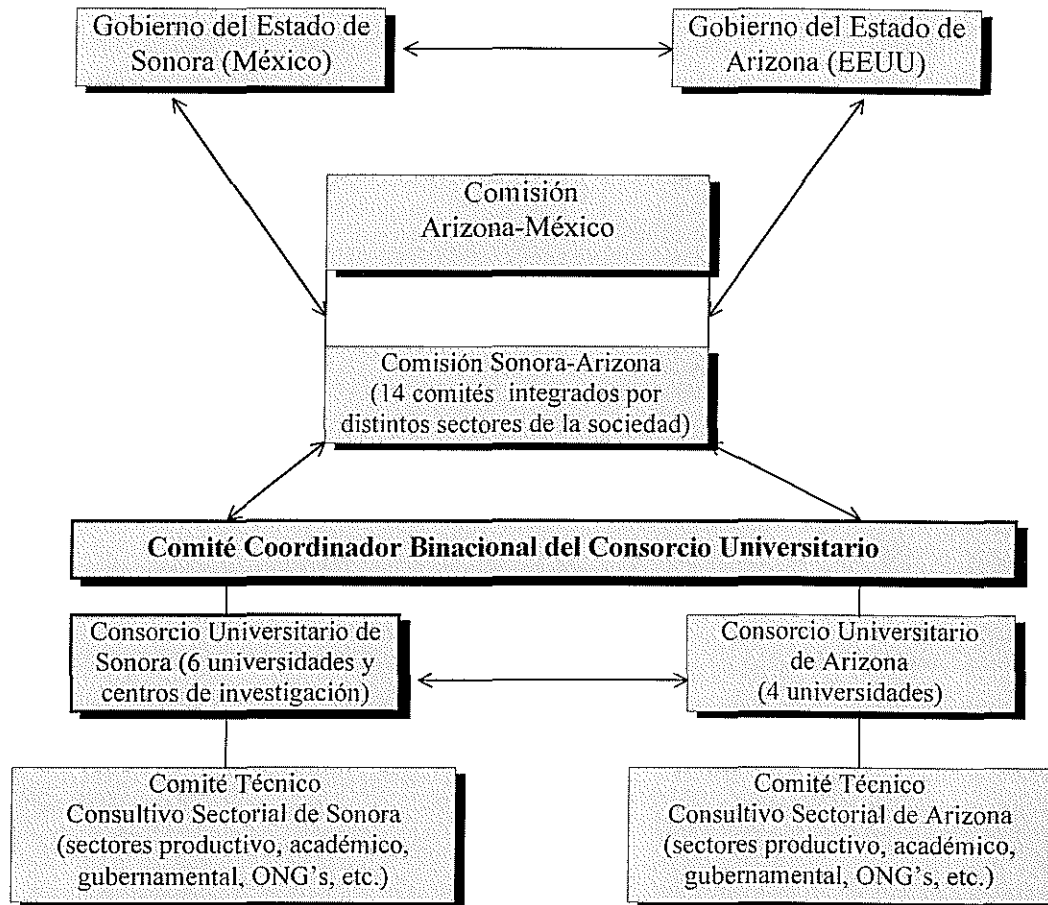 Gobierno del Estado de
Sonora (México)
Gobierno del Estado de
Arizona (EEUU)
Comisión
Arizona-México
Comisión Sonora-Arizona
(14 comités integrados por
distintos sectores de la sociedad)
Comité Coordinador Binacional del Consorcio Universitario
Consorcio Universitario de
Sonora (6 universidades y
centros de investigación)
Consorcio Universitario
de Arizona
(4 universidades)
Comité Técnico
Consultivo Sectorial de Sonora
(sectores productivo, académico,
gubernamental, ONG's, etc.)
Comité Técnico
Consultivo Sectorial de Arizona
(sectores productivo, académico,
gubernamental, ONG's, etc.)